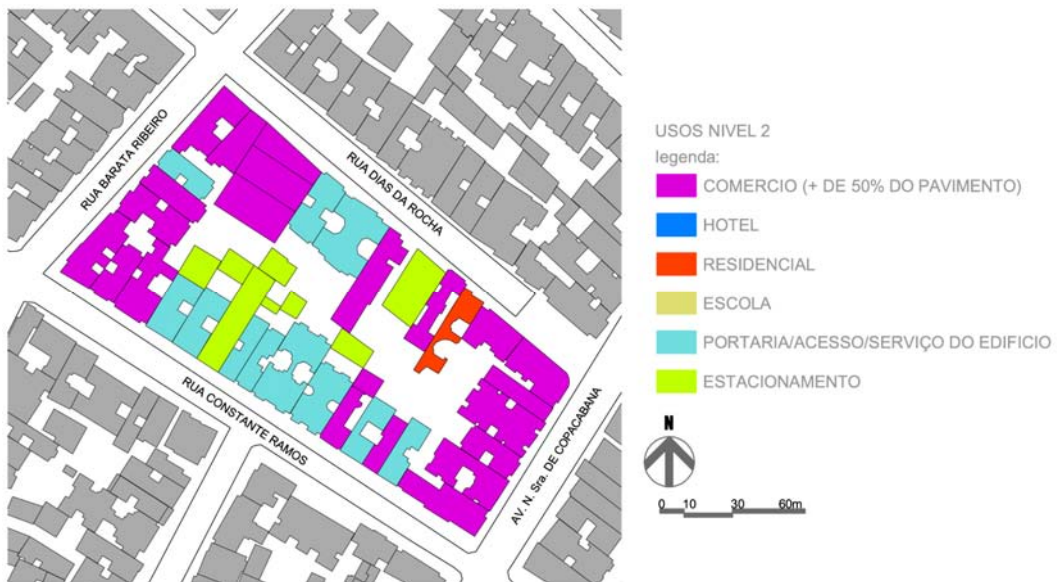 RUA BARATA RIBEIRO
RUA DIAS DA ROCHA
RUA CONSTANTE RAMOS
AV. N. Sra. DE COPACABANA
USOS NIVEL 2
legenda:
COMERCIO (+ DE 50% DO PAVIMENTO)
HOTEL
RESIDENCIAL
ESCOLA
PORTARIA/ACESSO/SERVIÇO DO EDIFICIO
ESTACIONAMENTO
N
0 10 30 60m